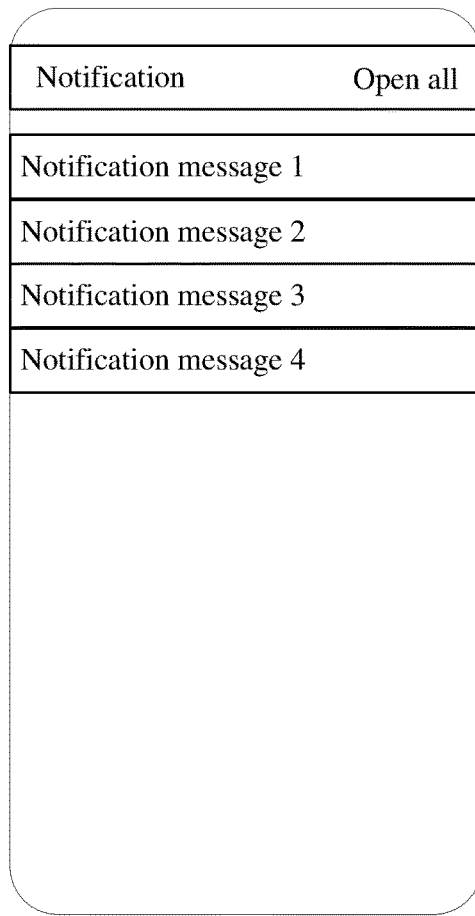 Notification Open all
Notification message 1
Notification message 2
Notification message 3
Notification message 4